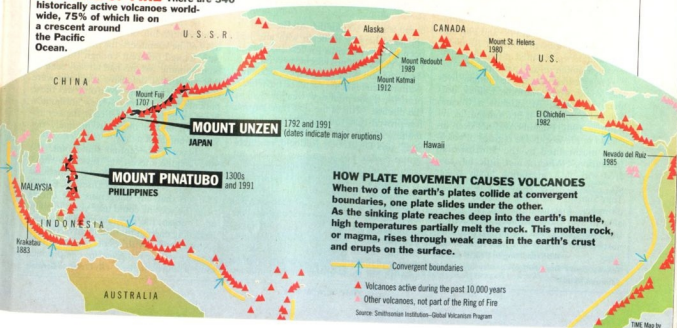 There are 540
historically active volcanoes world-
wide, 75% of which lie on
a crescent around
the Pacific
Ocean.
U.S.S.R.
Alaska
CANADA
Mount St. Helens
1980
U.S.
Mount Redoubt
1989
Mount Katmai
1912
CHINA
Mount Fuji
1707
El Chichón
1982
MOUNT UNZEN 1792 and 1991
(dates indicate major eruptions)
JAPAN
Hawaii
Nevado del Ruiz
MOUNT PINATUBO 1300s
and 1991
PHILIPPINES
MALAYSIA
INDONESIA
Krakatau
1883
AUSTRALIA
HOW PLATE MOVEMENT CAUSES VOLCANOES
When two of the earth's plates collide at convergent
boundaries, one plate slides under the other.
As the sinking plate reaches deep into the earth's mantle,
high temperatures partially melt the rock. This molten rock,
or magma, rises through weak areas in the earth's crust
and erupts on the surface.
Convergent boundaries
Volcanoes active during the past 10,000 years
Other volcanoes, not part of the Ring of Fire
Source: Smithsonian Institution–Global Volcanism Program
TIME Map by